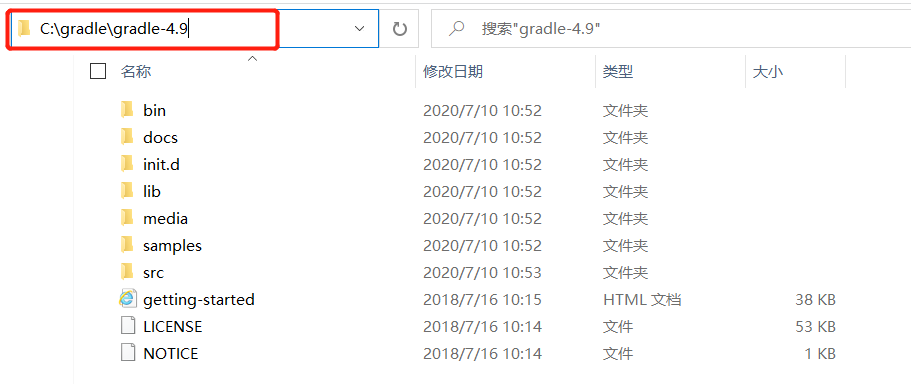 C:\gradle\gradle-4.9 搜索"gradle-4.9"
名称 修改日期 类型 大小
bin 2020/7/10 10:52 文件夹
docs 2020/7/10 10:52 文件夹
init.d 2020/7/10 10:52 文件夹
lib 2020/7/10 10:52 文件夹
media 2020/7/10 10:52 文件夹
samples 2020/7/10 10:52 文件夹
src 2020/7/10 10:53 文件夹
getting-started 2018/7/16 10:15 HTML 文档 38 KB
LICENSE 2018/7/16 10:14 文件 53 KB
NOTICE 2018/7/16 10:14 文件 1 KB